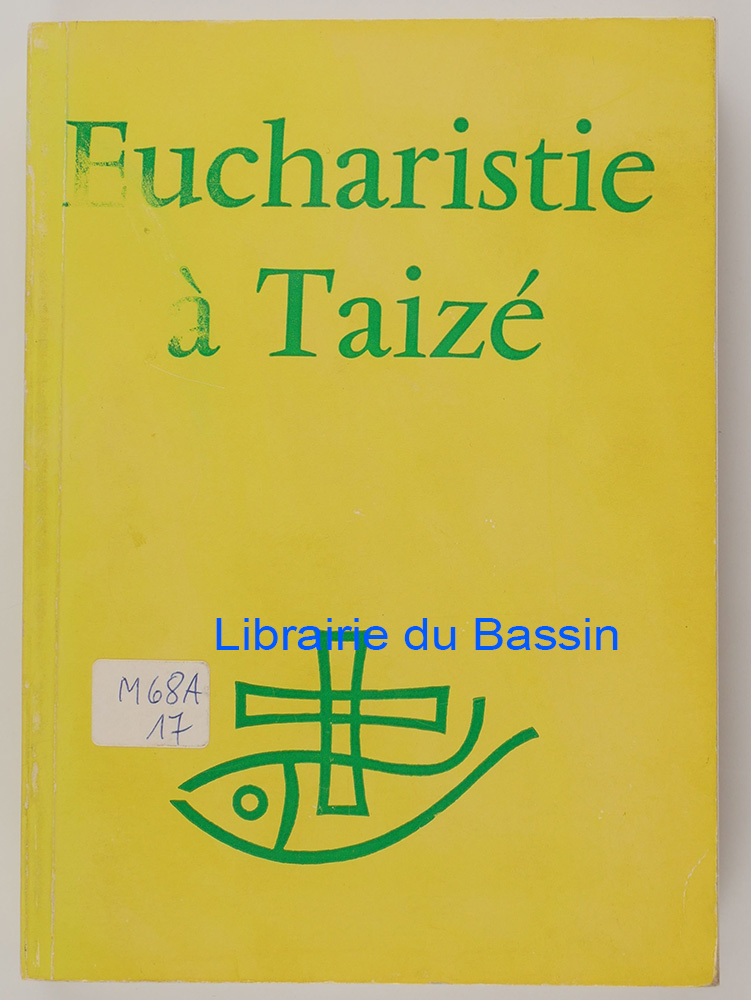 Eucharistie
à Taizé
Librairie du Bassin
M68A
17